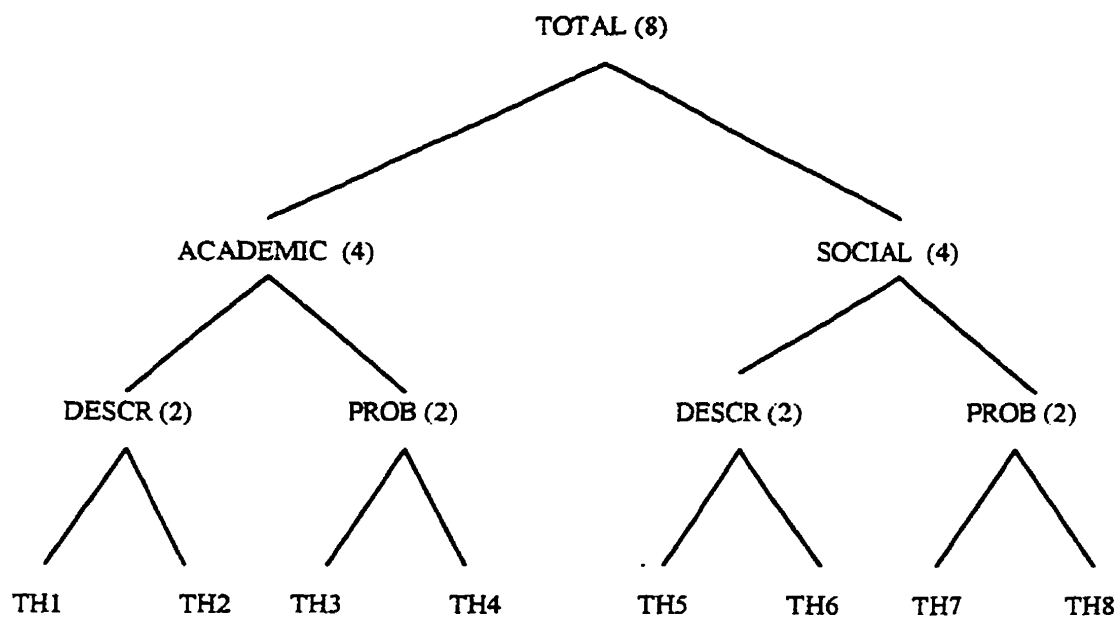 TOTAL (8)
ACADEMIC (4) SOCIAL (4)
DESCR (2) PROB (2) DESCR (2) PROB (2)
TH1 TH2 TH3 TH4 TH5 TH6 TH7 TH8